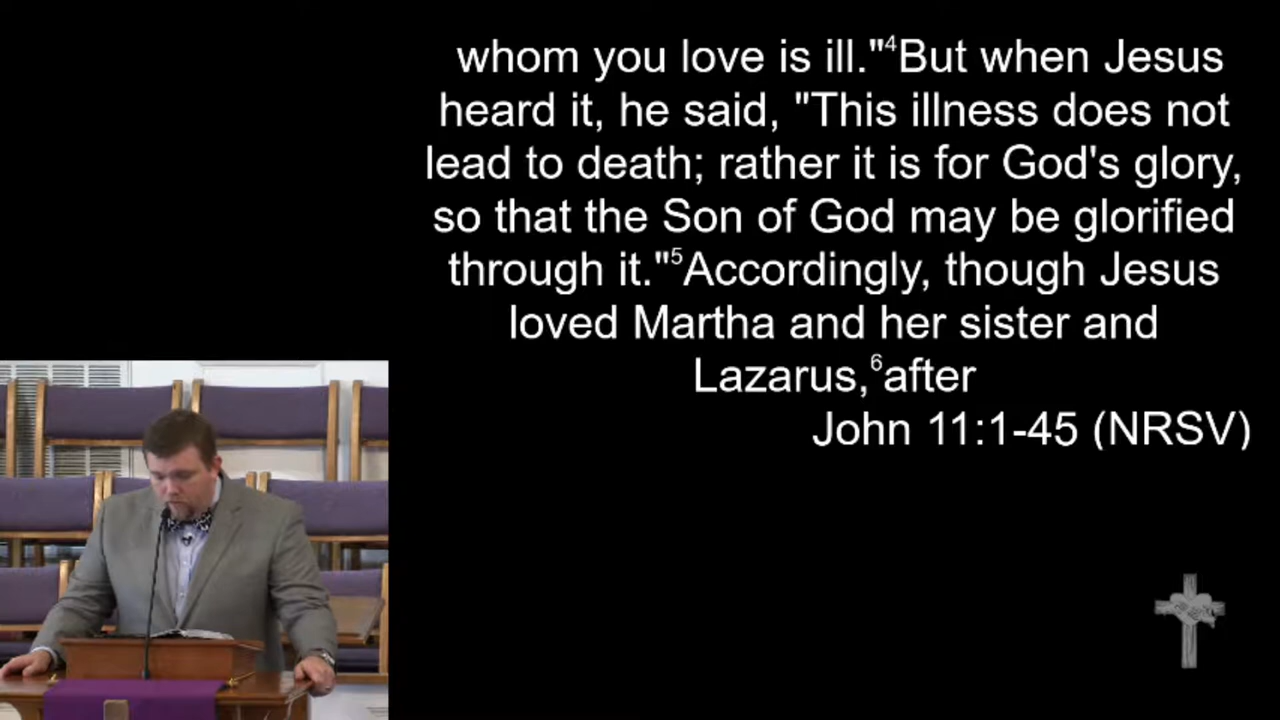 whom you love is ill."⁴But when Jesus
heard it, he said, "This illness does not
lead to death; rather it is for God's glory,
so that the Son of God may be glorified
through it."⁵Accordingly, though Jesus
loved Martha and her sister and
Lazarus,⁶after
John 11:1-45 (NRSV)